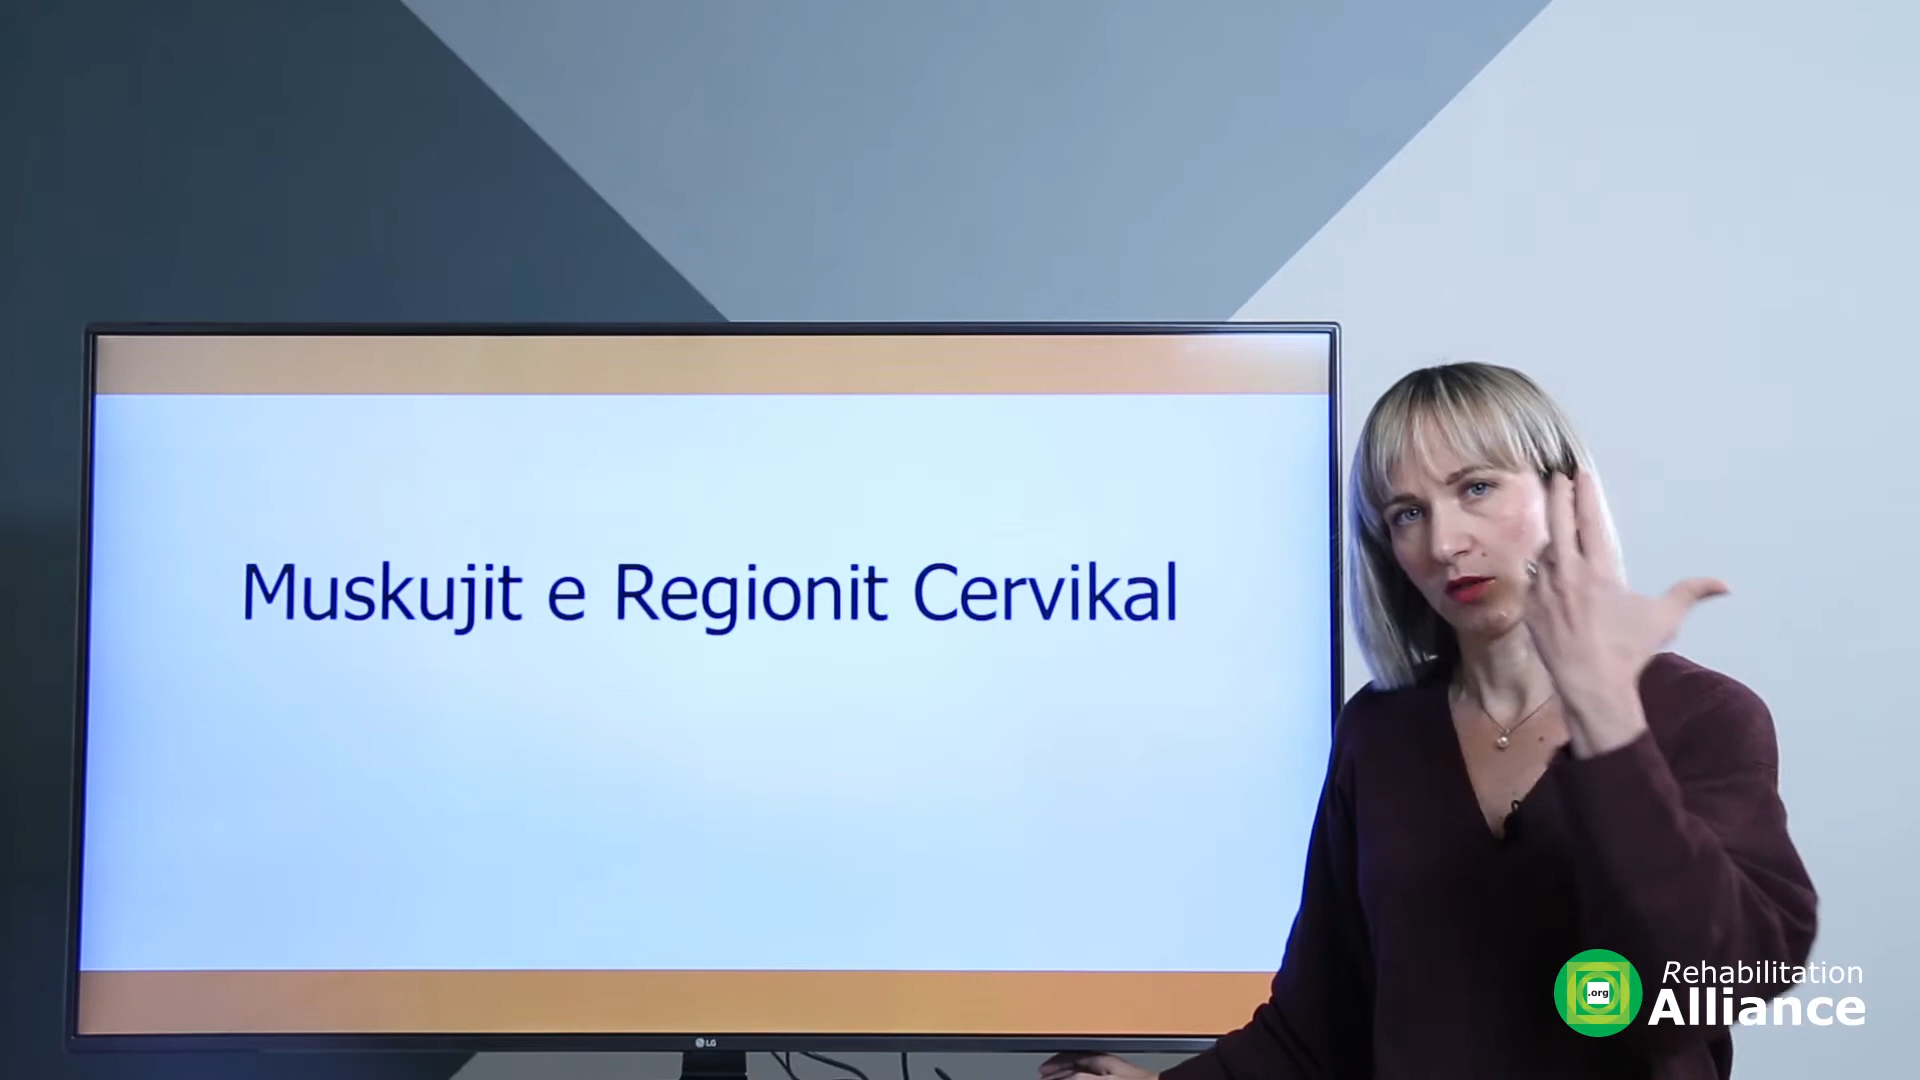 Muskujit e Regionit Cervikal
LG
.org
Rehabilitation
Alliance